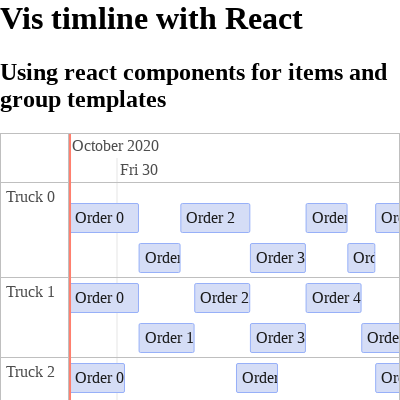 Vis timline with React
Using react components for items and
group templates
October 2020
Fri 30
Truck 0
Order 0
Order 2
Order
Or
Order
Order 3
Orc
Truck 1
Order 0
Order 2
Order 4
Order 1
Order 3
Orde
Truck 2
Order 0
Order
Or